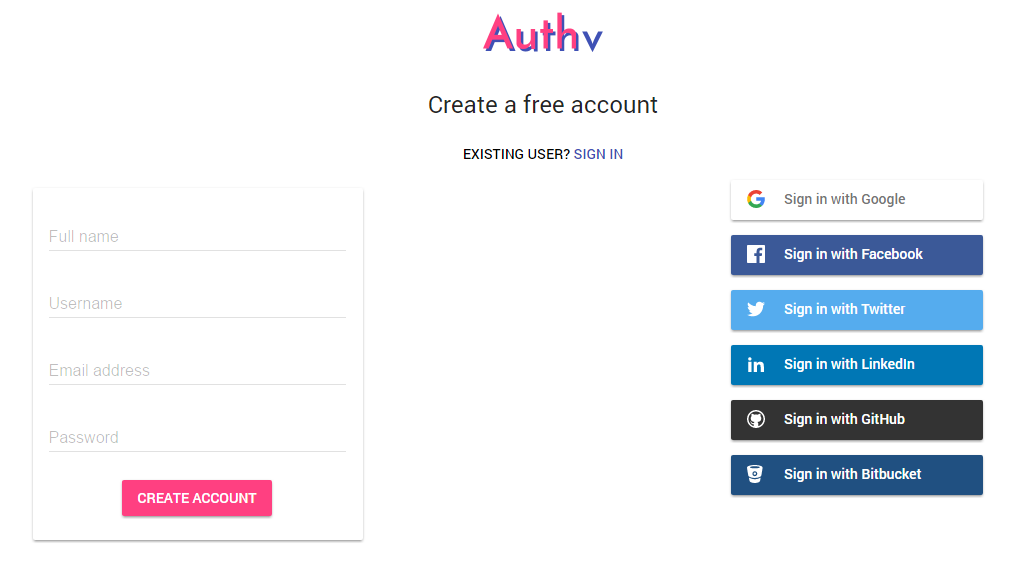 Authv
Create a free account
EXISTING USER? SIGN IN
Full name
Username
Email address
Password
CREATE ACCOUNT
Sign in with Google
Sign in with Facebook
Sign in with Twitter
Sign in with LinkedIn
Sign in with GitHub
Sign in with Bitbucket